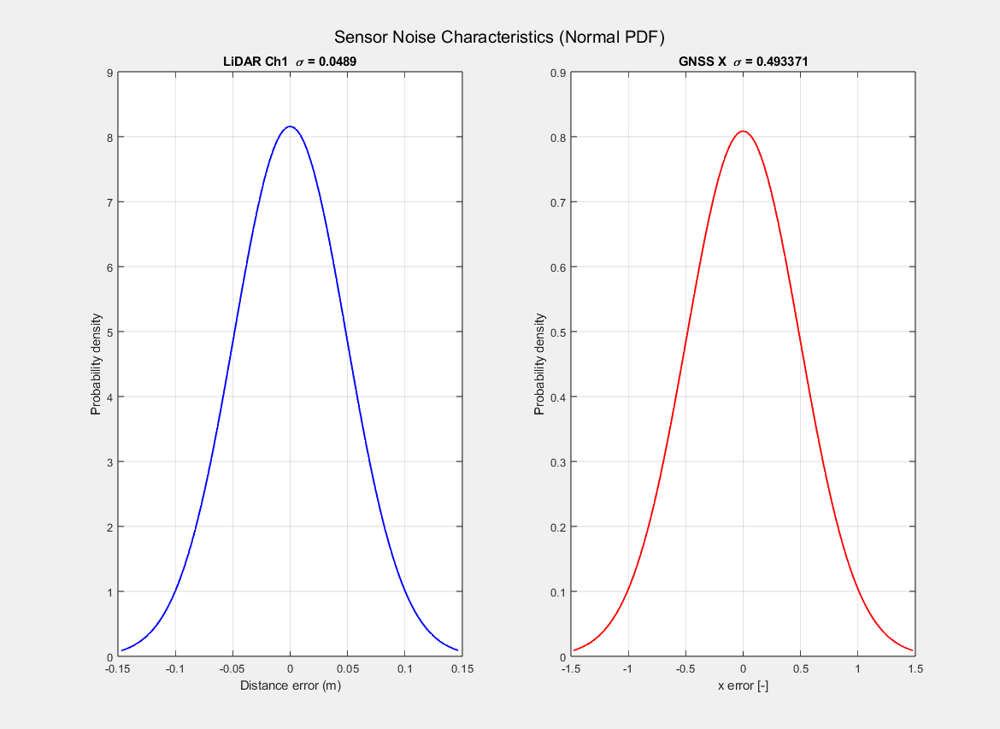 Sensor Noise Characteristics (Normal PDF)
LiDAR Ch1 σ = 0.0489
9
8
7
6
5
4
3
2
1
0
Probability density
-0.15 -0.1 -0.05 0 0.05 0.1 0.15
Distance error (m)
GNSS X σ = 0.493371
0.9
0.8
0.7
0.6
0.5
0.4
0.3
0.2
0.1
0
Probability density
-1.5 -1 -0.5 0 0.5 1 1.5
x error [-]